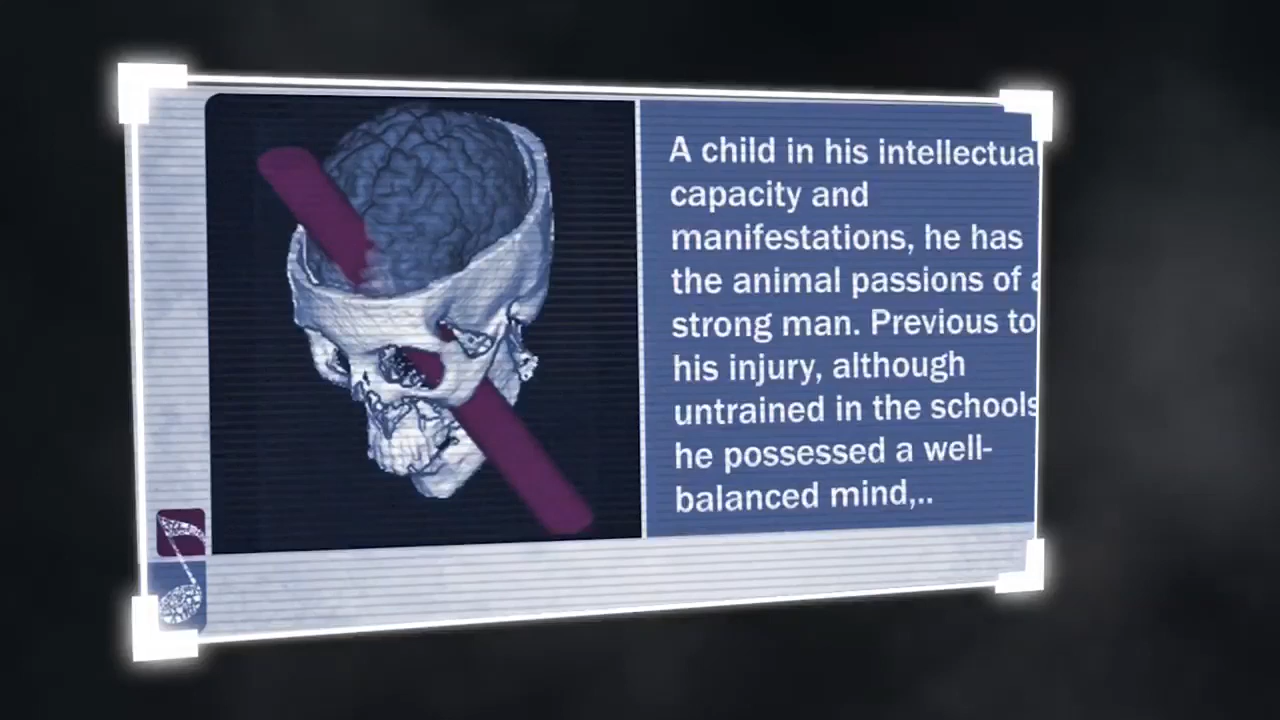 A child in his intellectual
capacity and
manifestations, he has
the animal passions of a
strong man. Previous to
his injury, although
untrained in the schools
he possessed a well-
balanced mind,..